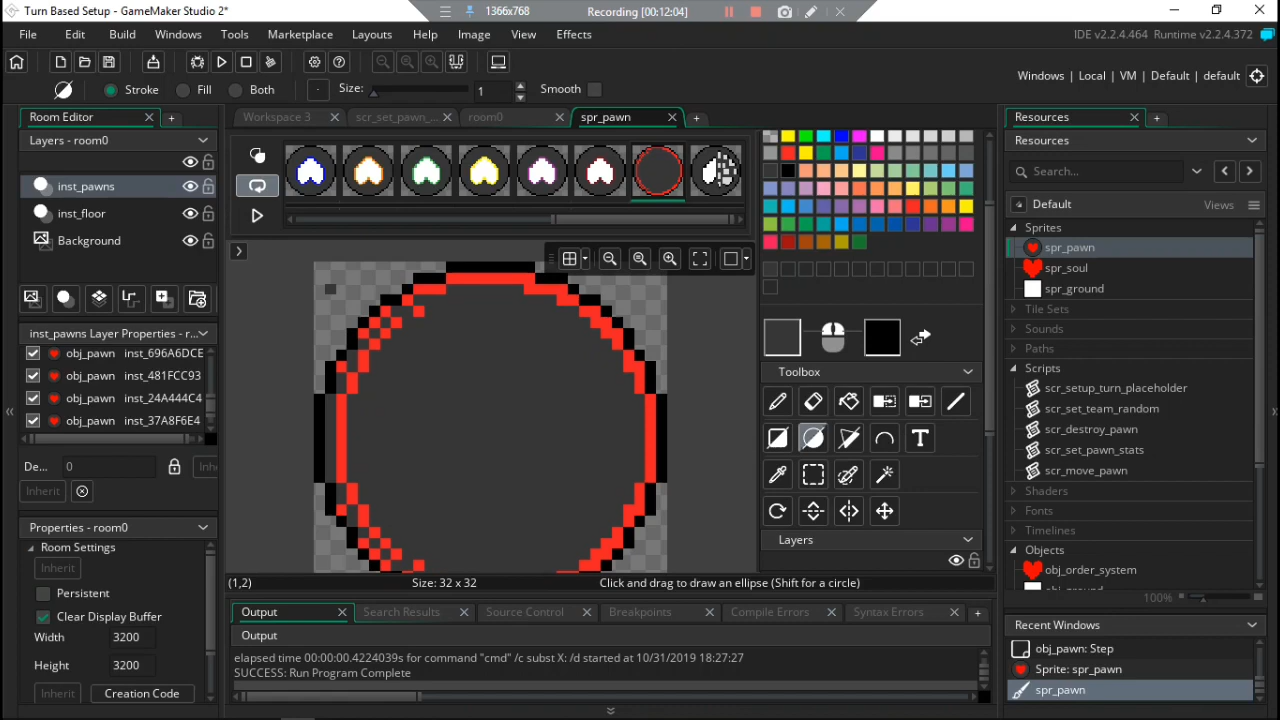 Turn Based Setup - GameMaker Studio 2*
1366x768
Recording [00:12:04]
File Edit Build Windows Tools Marketplace Layouts Help Image View Effects
IDE v2.2.4.464 Runtime v2.2.4.372
Windows | Local | VM | Default | default
Stroke Fill Both Size: 1 Smooth
Room Editor
Workspace 3 scr_set_pawn_... room0 spr_pawn
Resources
Layers - room0
Resources
Search...
inst_pawns
inst_floor
Background
Default Views
Sprites
spr_pawn
spr_soul
spr_ground
Tile Sets
Sounds
Paths
Scripts
scr_setup_turn_placeholder
scr_set_team_random
scr_destroy_pawn
scr_set_pawn_stats
scr_move_pawn
Shaders
Fonts
Timelines
Objects
obj_order_system
100%
inst_pawns Layer Properties - r...
obj_pawn inst_696A6DCE
obj_pawn inst_481FCC93
obj_pawn inst_24A444C4
obj_pawn inst_37A8F6E4
De... 0
Inherit
Properties - room0
Room Settings
Inherit
Persistent
Clear Display Buffer
Width 3200
Height 3200
Inherit Creation Code
Toolbox
T
Layers
(1,2) Size: 32 x 32 Click and drag to draw an ellipse (Shift for a circle)
Output Search Results Source Control Breakpoints Compile Errors Syntax Errors
Output
elapsed time 00:00:00.4224039s for command "cmd" /c subst X: /d started at 10/31/2019 18:27:27
SUCCESS: Run Program Complete
Recent Windows
obj_pawn: Step
Sprite: spr_pawn
spr_pawn